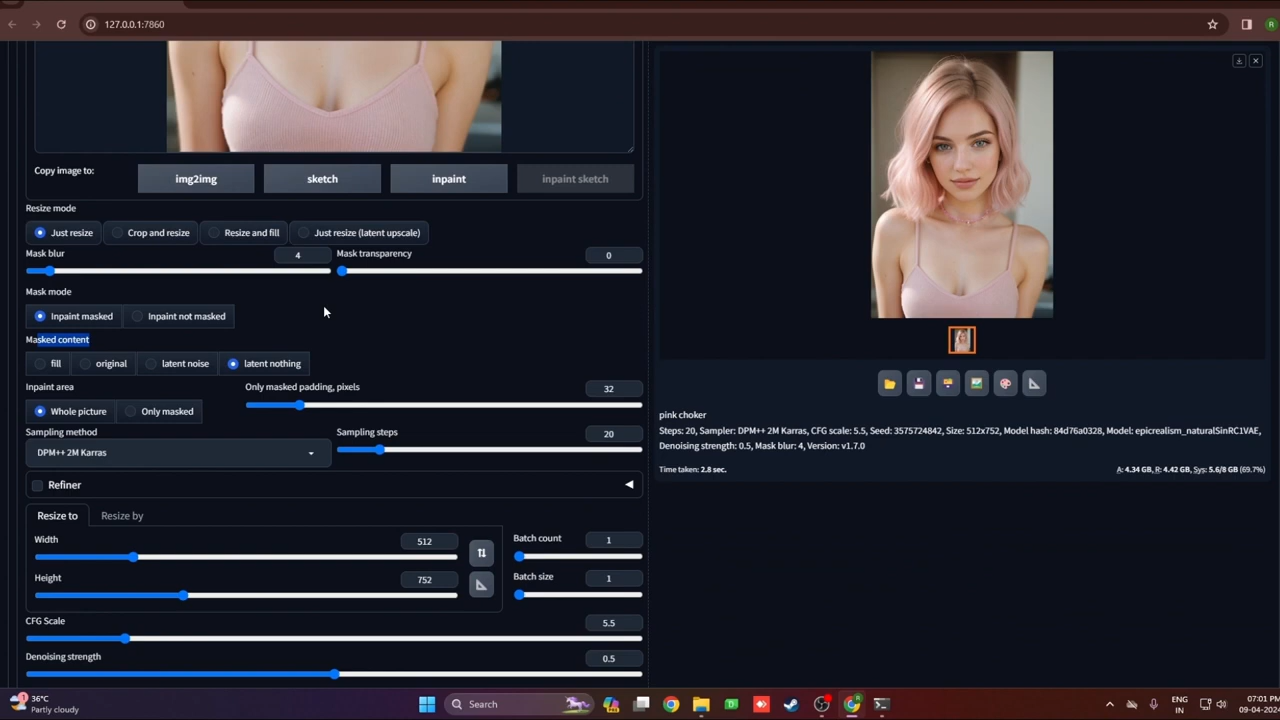 127.0.0.1:7860
R
Copy image to:
img2img
sketch
inpaint
inpaint sketch
Resize mode
Just resize
Crop and resize
Resize and fill
Just resize (latent upscale)
Mask blur
4
Mask transparency
0
Mask mode
Inpaint masked
Inpaint not masked
Masked content
fill
original
latent noise
latent nothing
Inpaint area
Only masked padding, pixels
32
Whole picture
Only masked
Sampling method
Sampling steps
20
DPM++ 2M Karras
Refiner
Resize to
Resize by
Width
512
Batch count
1
Height
752
Batch size
1
CFG Scale
5.5
Denoising strength
0.5
pink choker
Steps: 20, Sampler: DPM++ 2M Karras, CFG scale: 5.5, Seed: 3575724842, Size: 512x752, Model hash: 84d76a0328, Model: epicrealism_naturalSinRC1VAE,
Denoising strength: 0.5, Mask blur: 4, Version: v1.7.0
Time taken: 2.8 sec.
A: 4.34 GB, R: 4.42 GB, Sys: 5.6/8 GB (69.7%)
1
36°C
Partly cloudy
Search
ENG
IN
07:01 PM
09-04-2024